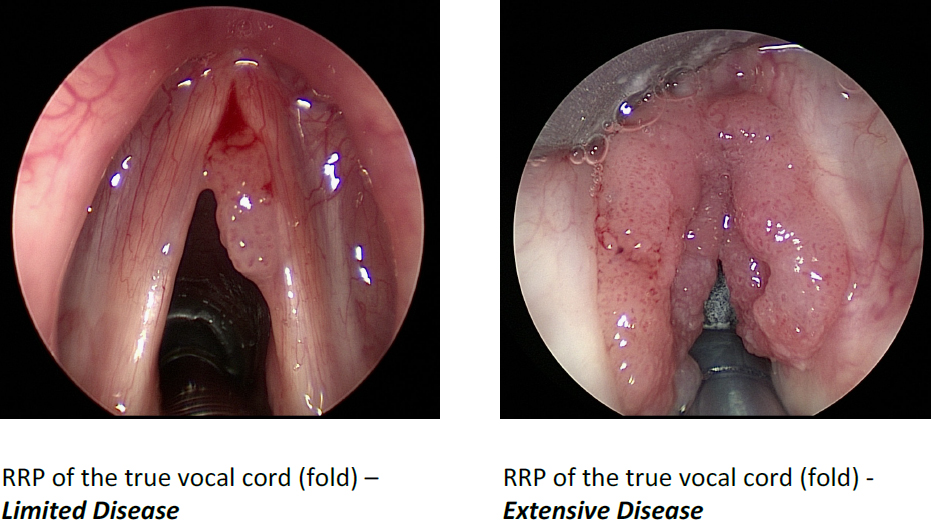 RRP of the true vocal cord (fold) –
Limited Disease
RRP of the true vocal cord (fold) -
Extensive Disease